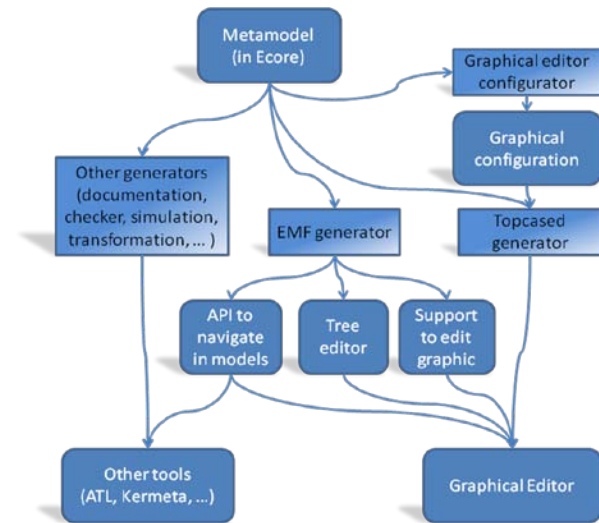 Metamodel
(in Ecore)
Graphical editor
configurator
Graphical
configuration
Other generators
(documentation,
checker, simulation,
transformation, ... )
EMF generator
Topcased
generator
API to
navigate
in models
Tree
editor
Support
to edit
graphic
Other tools
(ATL, Kermeta, ...)
Graphical Editor